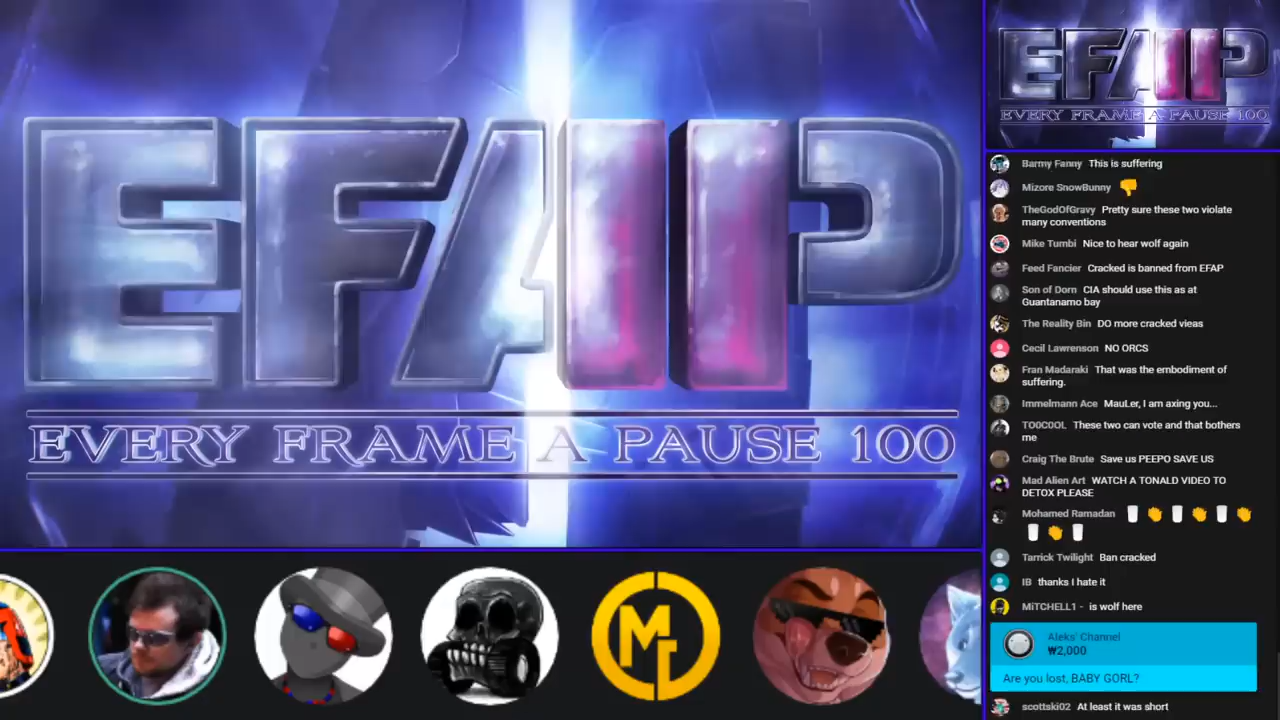 EFAIIP
EVERY FRAME A PAUSE 100
MG
EFAIIP
EVERY FRAME A PAUSE 100
Barmy Fanny This is suffering
Mizore SnowBunny
TheGodOfGravy Pretty sure these two violate
many conventions
Mike Tumbi Nice to hear wolf again
Feed Fancier Cracked is banned from EFAP
Son of Dorn CIA should use this as at
Guantanamo bay
The Reality Bin DO more cracked vieas
Cecil Lawrenson NO ORCS
Fran Madaraki That was the embodiment of
suffering.
Immelmann Ace MauLer, I am axing you...
TO0C0OL These two can vote and that bothers
me
Craig The Brute Save us PEEPO SAVE US
Mad Alien Art WATCH A TONALD VIDEO TO
DETOX PLEASE
Mohamed Ramadan
Tarrick Twilight Ban cracked
IB thanks I hate it
MiTCHELL1 - is wolf here
Aleks' Channel
₩2,000
Are you lost, BABY GORL?
scottski02 At least it was short